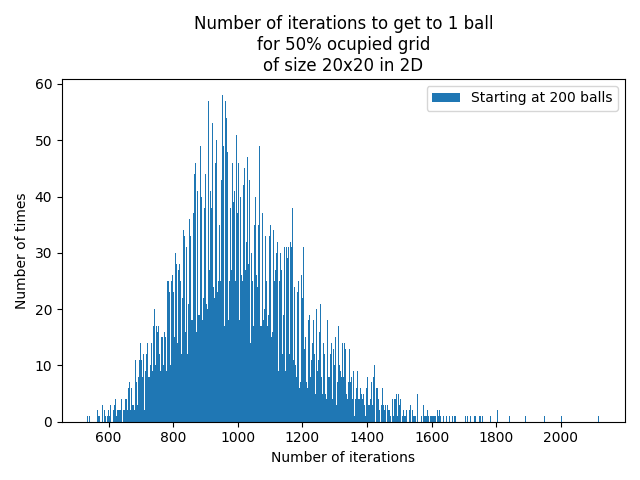 Number of iterations to get to 1 ball
for 50% ocupied grid
of size 20x20 in 2D
Starting at 200 balls
60
50
40
30
20
10
0
Number of times
600 800 1000 1200 1400 1600 1800 2000
Number of iterations